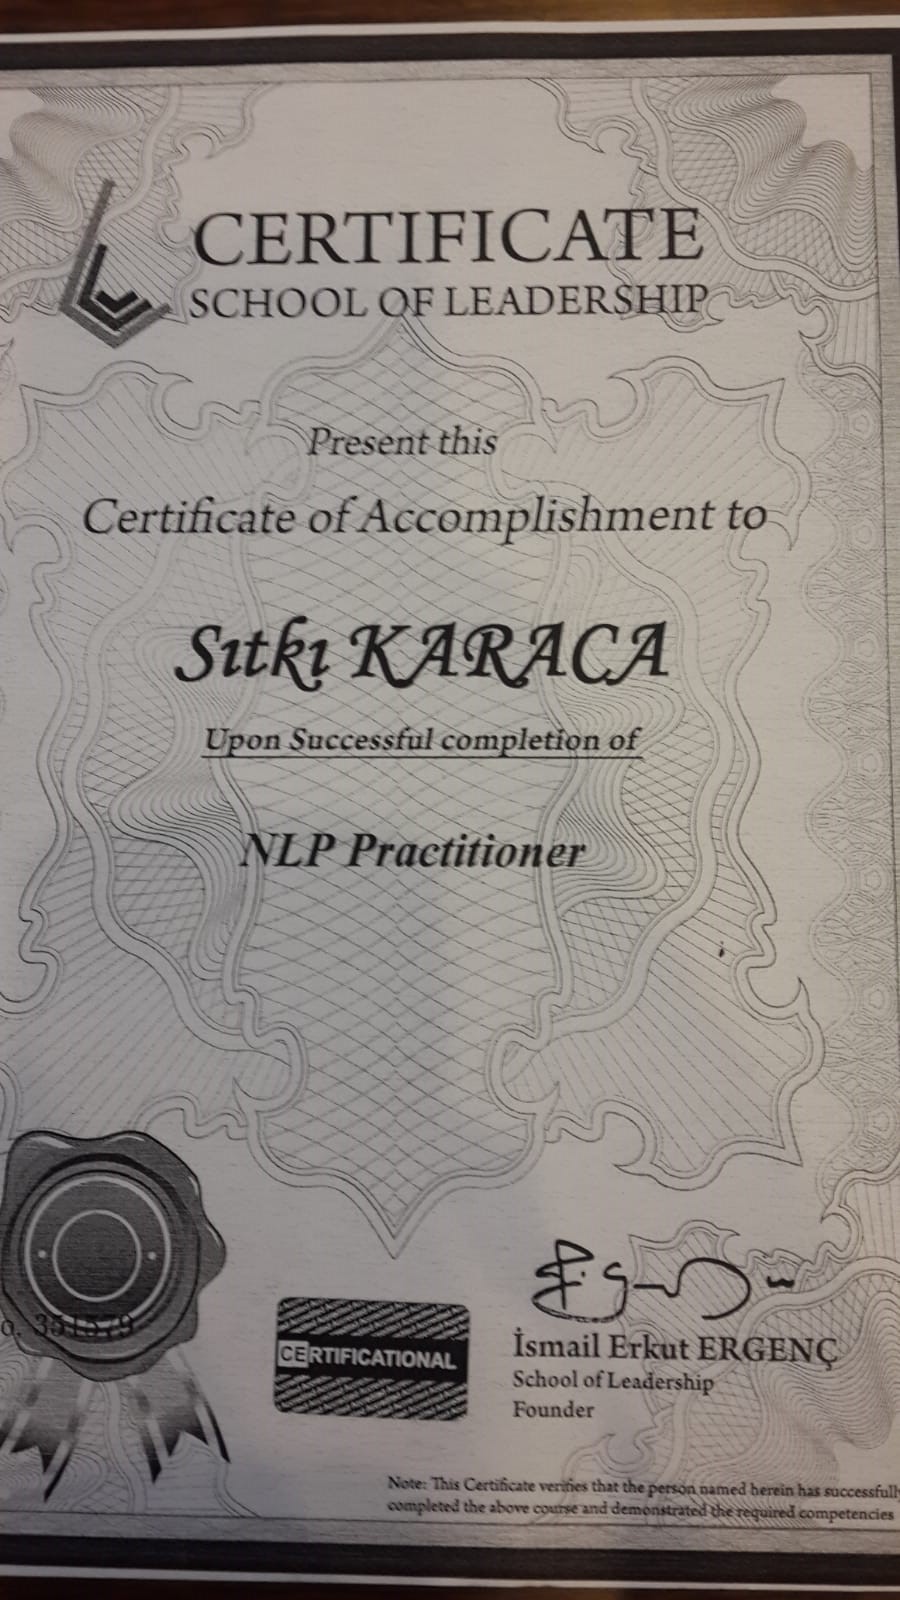 CERTIFICATE
SCHOOL OF LEADERSHIP
Present this
Certificate of Accomplishment to
Sıtkı KARACA
Upon Successful completion of
NLP Practitioner
o. 351579
CERTIFICATIONAL
İsmail Erkut ERGENÇ
School of Leadership
Founder
Note: This Certificate verifies that the person named herein has successfully
completed the above course and demonstrated the required competencies